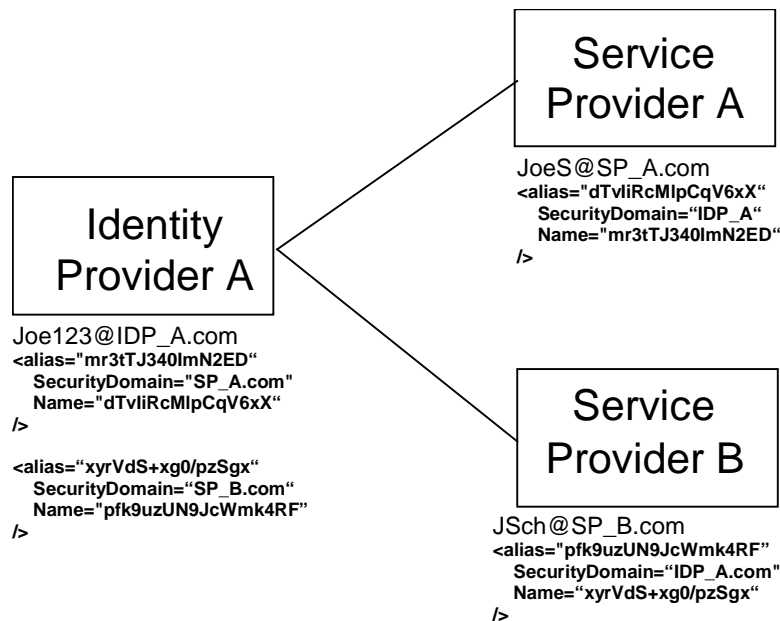 Service
Provider A
JoeS@SP_A.com
<alias="dTvIiRcMlpCqV6xX“
SecurityDomain=“IDP_A“
Name="mr3tTJ340ImN2ED“
/>
Identity
Provider A
Joe123@IDP_A.com
<alias="mr3tTJ340ImN2ED“
SecurityDomain="SP_A.com"
Name="dTvIiRcMlpCqV6xX“
/>
<alias=“xyrVdS+xg0/pzSgx“
SecurityDomain=“SP_B.com“
Name="pfk9uzUN9JcWmk4RF”
/>
Service
Provider B
JSch@SP_B.com
<alias="pfk9uzUN9JcWmk4RF”
SecurityDomain=“IDP_A.com"
Name=“xyrVdS+xg0/pzSgx“
/>